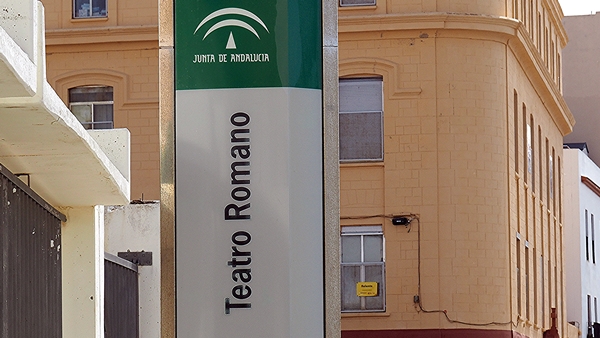 JUNTA DE ANDALUCIA
Teatro Romano